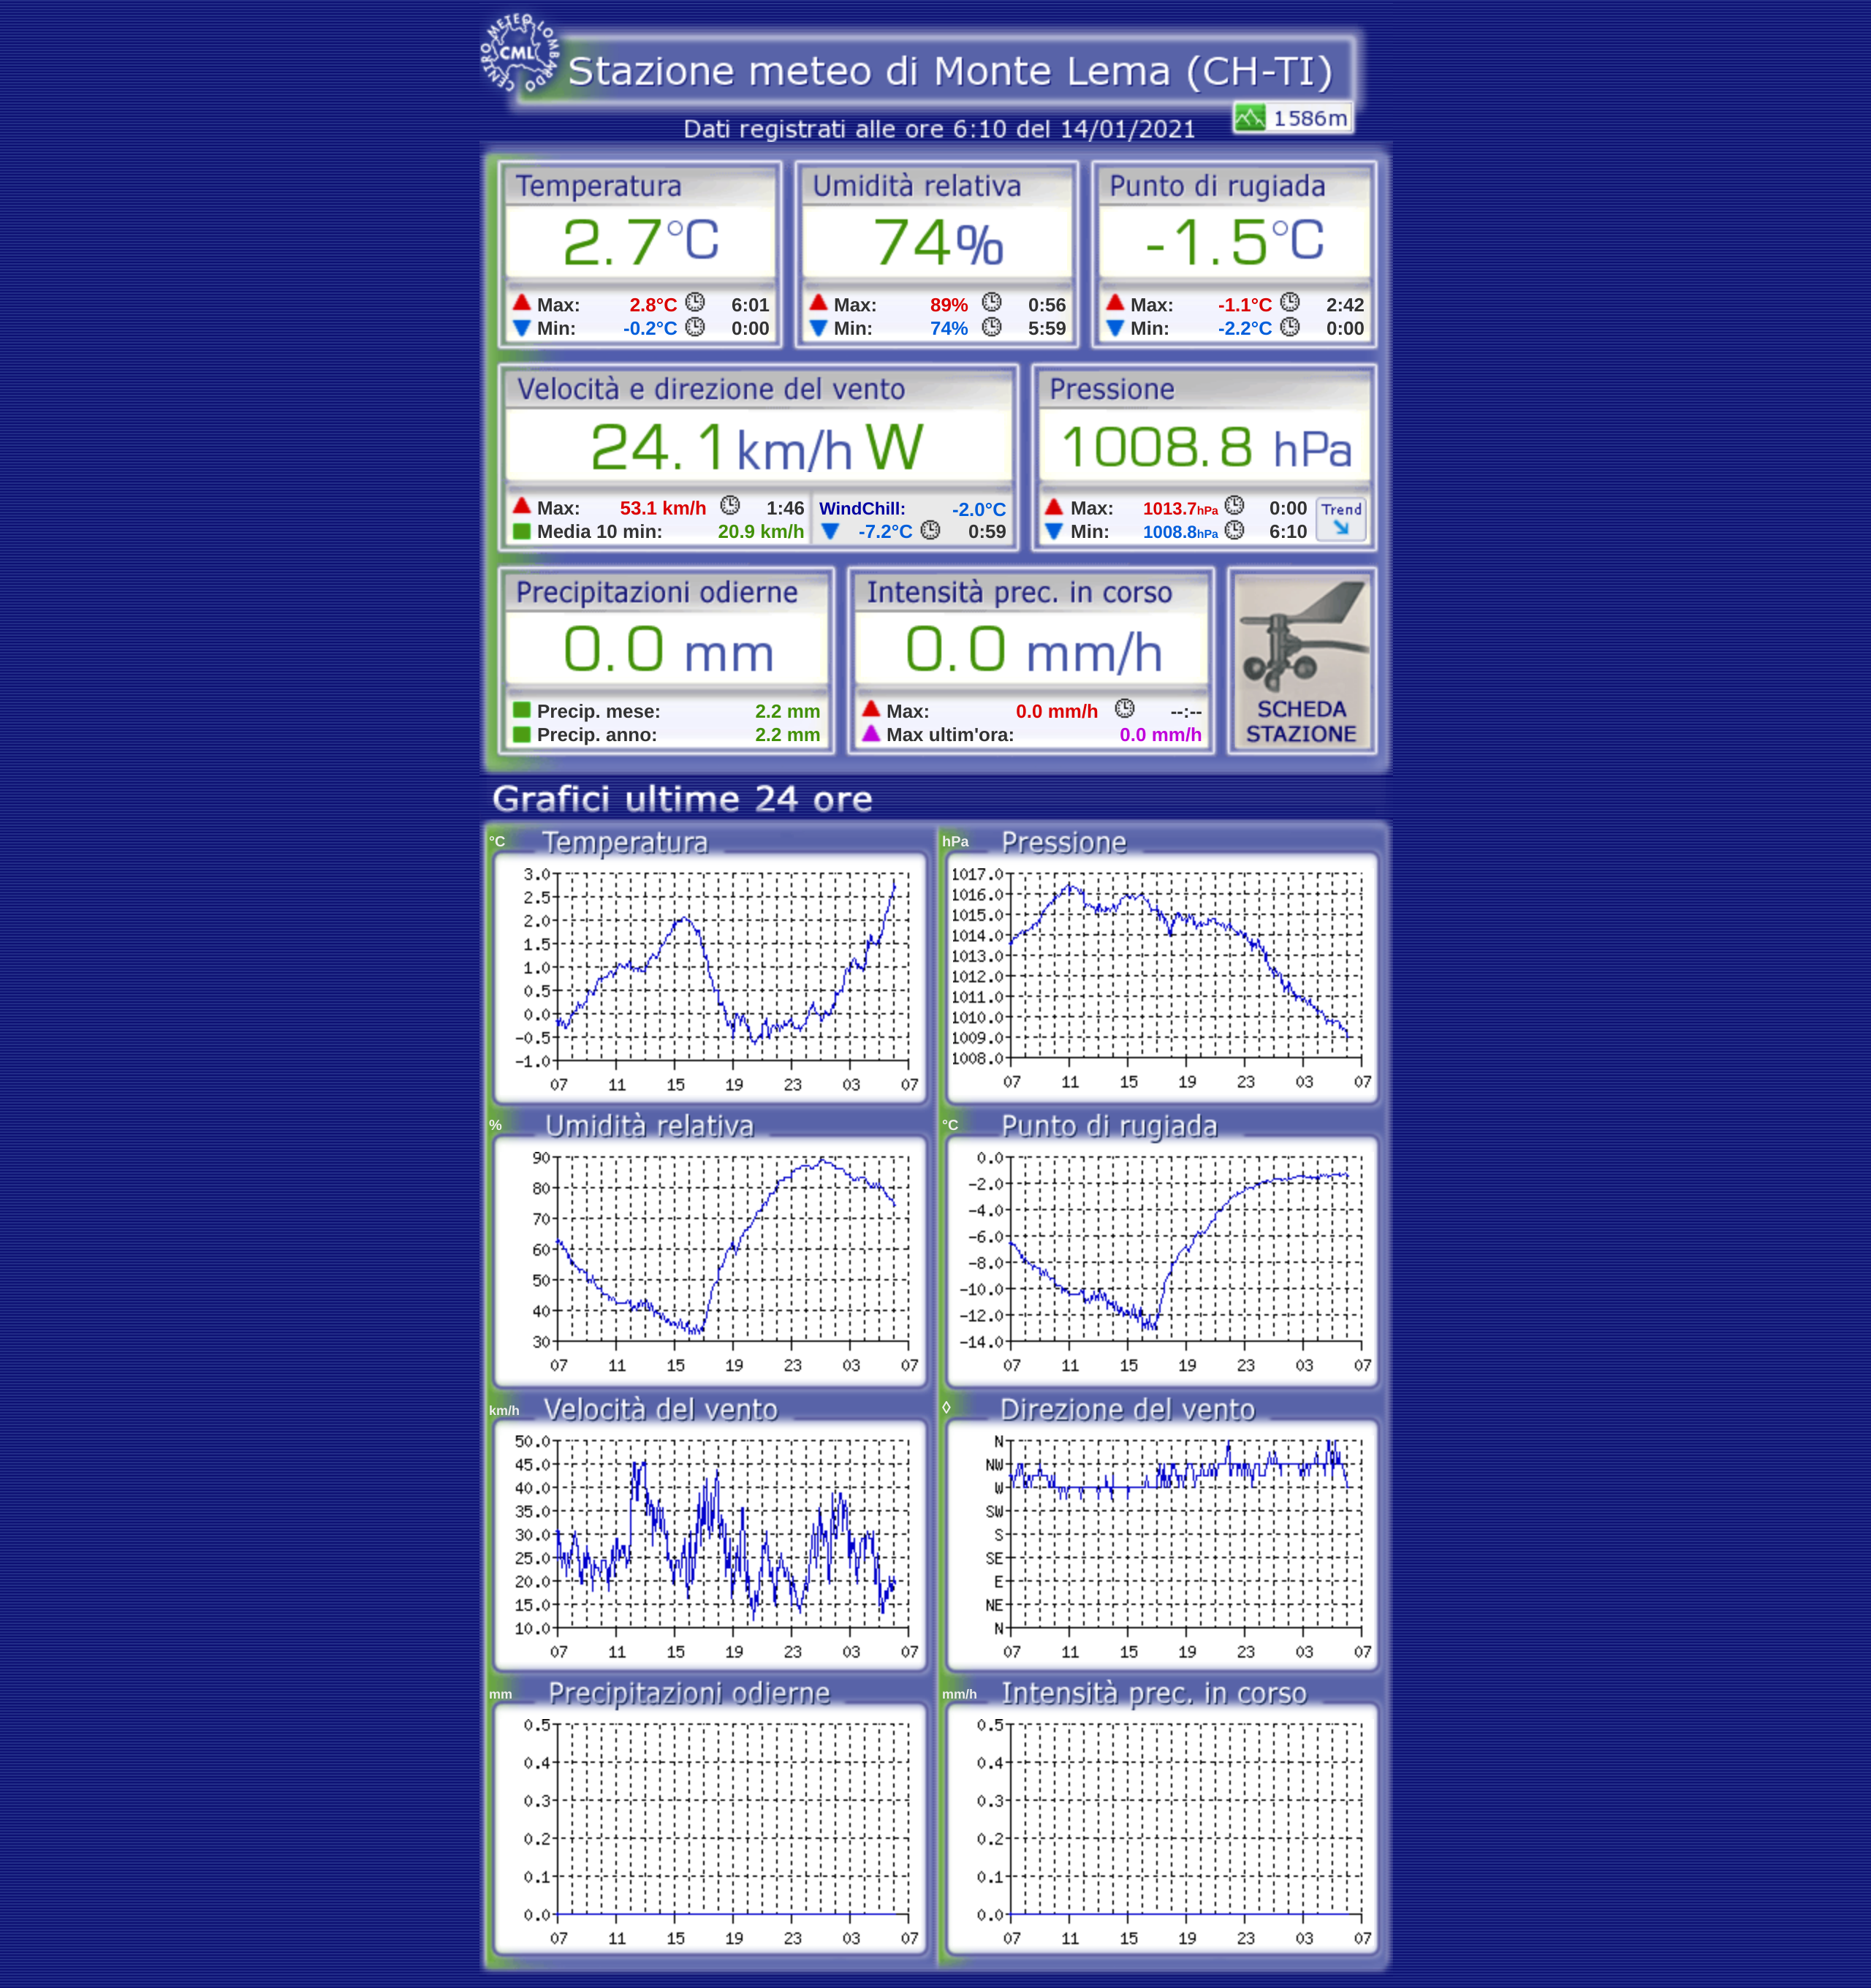 CENTRO METEO LOMBARDO
CML
Stazione meteo di Monte Lema (CH-TI)
1586m
Dati registrati alle ore 6:10 del 14/01/2021
Temperatura
2.7°C
Max: 2.8°C 6:01
Min: -0.2°C 0:00
Umidità relativa
74%
Max: 89% 0:56
Min: 74% 5:59
Punto di rugiada
-1.5°C
Max: -1.1°C 2:42
Min: -2.2°C 0:00
Velocità e direzione del vento
24.1 km/h W
Max: 53.1 km/h 1:46
Media 10 min: 20.9 km/h
WindChill: -2.0°C
-7.2°C 0:59
Pressione
1008.8 hPa
Max: 1013.7hPa 0:00
Min: 1008.8hPa 6:10
Trend
Precipitazioni odierne
0.0 mm
Precip. mese: 2.2 mm
Precip. anno: 2.2 mm
Intensità prec. in corso
0.0 mm/h
Max: 0.0 mm/h --:--
Max ultim'ora: 0.0 mm/h
SCHEDA
STAZIONE
Grafici ultime 24 ore
°C Temperatura
3.0
2.5
2.0
1.5
1.0
0.5
0.0
-0.5
-1.0
07 11 15 19 23 03 07
hPa Pressione
1017.0
1016.0
1015.0
1014.0
1013.0
1012.0
1011.0
1010.0
1009.0
1008.0
07 11 15 19 23 03 07
% Umidità relativa
90
80
70
60
50
40
30
07 11 15 19 23 03 07
°C Punto di rugiada
0.0
-2.0
-4.0
-6.0
-8.0
-10.0
-12.0
-14.0
07 11 15 19 23 03 07
km/h Velocità del vento
50.0
45.0
40.0
35.0
30.0
25.0
20.0
15.0
10.0
07 11 15 19 23 03 07
◊ Direzione del vento
N
NW
W
SW
S
SE
E
NE
N
07 11 15 19 23 03 07
mm Precipitazioni odierne
0.5
0.4
0.3
0.2
0.1
0.0
07 11 15 19 23 03 07
mm/h Intensità prec. in corso
0.5
0.4
0.3
0.2
0.1
0.0
07 11 15 19 23 03 07